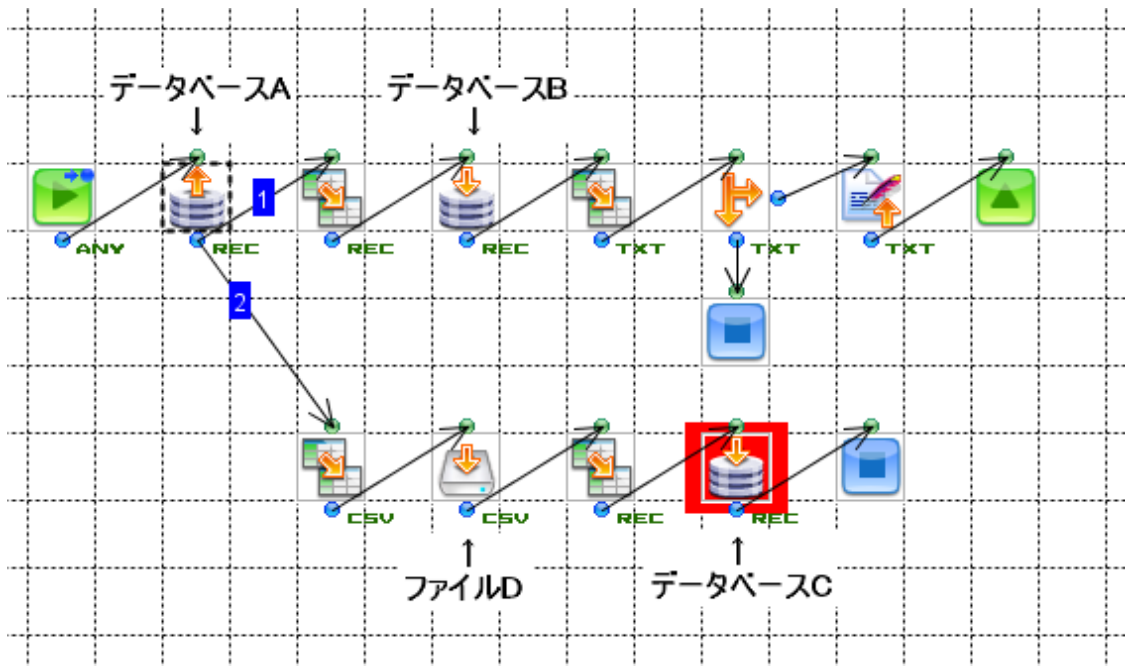 データベースA
データベースB
↓
↓
1
ANY
REC
REC
REC
TXT
TXT
TXT
2
CSV
CSV
REC
REC
↑
↑
ファイルD
データベースC